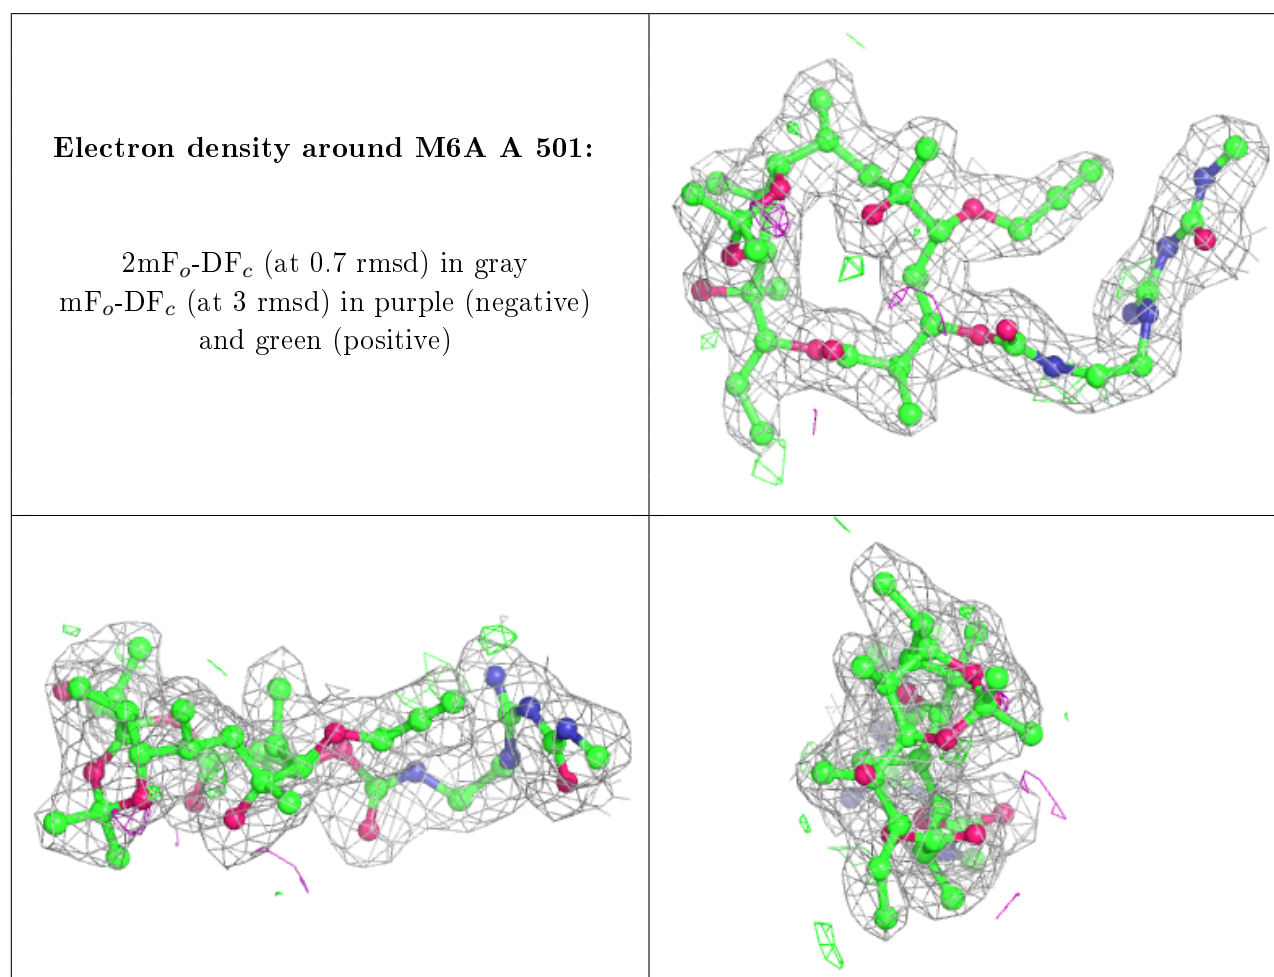 Electron density around M6A A 501:
2mFo-DFc (at 0.7 rmsd) in gray
mFo-DFc (at 3 rmsd) in purple (negative)
and green (positive)